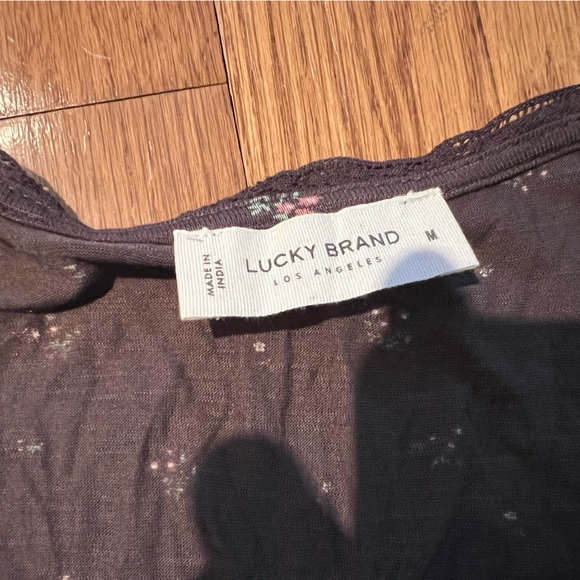 MADE IN
INDIA
LUCKY BRAND
LOS ANGELES
M